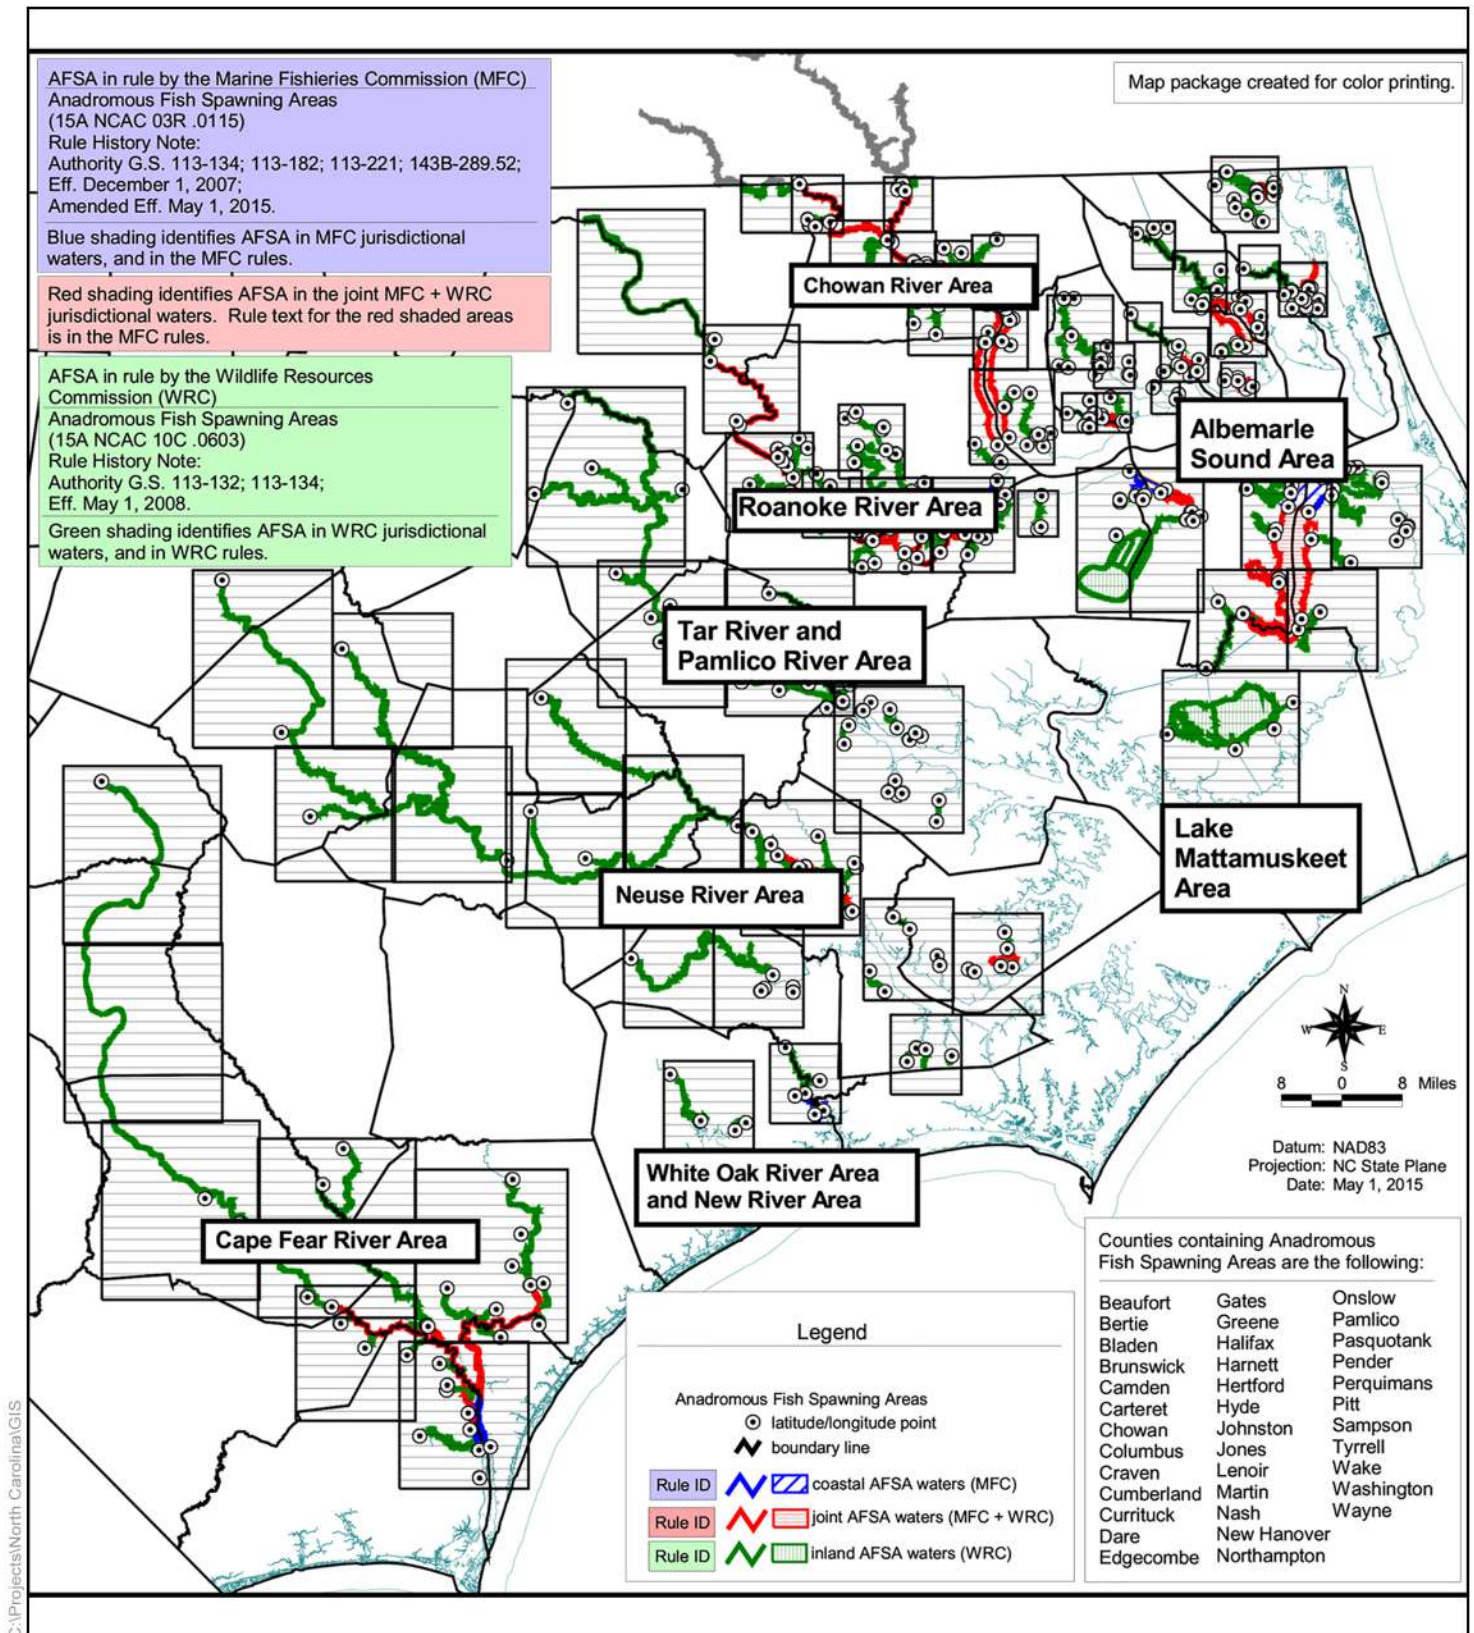 AFSA in rule by the Marine Fishieries Commission (MFC)
Anadromous Fish Spawning Areas
(15A NCAC 03R .0115)
Rule History Note:
Authority G.S. 113-134; 113-182; 113-221; 143B-289.52;
Eff. December 1, 2007;
Amended Eff. May 1, 2015.
Blue shading identifies AFSA in MFC jurisdictional
waters, and in the MFC rules.
Red shading identifies AFSA in the joint MFC + WRC
jurisdictional waters. Rule text for the red shaded areas
is in the MFC rules.
AFSA in rule by the Wildlife Resources
Commission (WRC)
Anadromous Fish Spawning Areas
(15A NCAC 10C .0603)
Rule History Note:
Authority G.S. 113-132; 113-134;
Eff. May 1, 2008.
Green shading identifies AFSA in WRC jurisdictional
waters, and in WRC rules.
Map package created for color printing.
Chowan River Area
Albemarle
Sound Area
Roanoke River Area
Tar River and
Pamlico River Area
Lake
Mattamuskeet
Area
Neuse River Area
White Oak River Area
and New River Area
Cape Fear River Area
N
W
E
S
8 0 8 Miles
Datum: NAD83
Projection: NC State Plane
Date: May 1, 2015
Legend
Anadromous Fish Spawning Areas
latitude/longitude point
boundary line
Rule ID coastal AFSA waters (MFC)
Rule ID joint AFSA waters (MFC + WRC)
Rule ID inland AFSA waters (WRC)
Counties containing Anadromous
Fish Spawning Areas are the following:
Beaufort
Bertie
Bladen
Brunswick
Camden
Carteret
Chowan
Columbus
Craven
Cumberland
Currituck
Dare
Edgecombe
Gates
Greene
Halifax
Harnett
Hertford
Hyde
Johnston
Jones
Lenoir
Martin
Nash
New Hanover
Northampton
Onslow
Pamlico
Pasquotank
Pender
Perquimans
Pitt
Sampson
Tyrrell
Wake
Washington
Wayne
C:\Projects\North Carolina\GIS